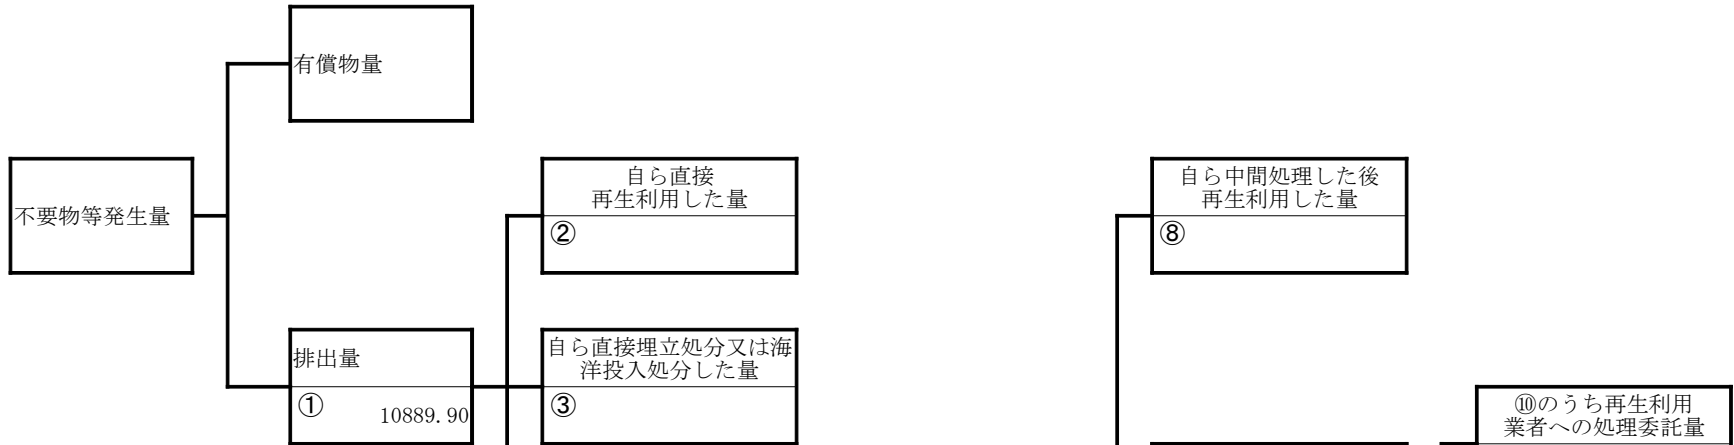 有償物量
不要物等発生量
自ら直接
再生利用した量
②
自ら中間処理した後
再生利用した量
⑧
排出量
①
10889.90
自ら直接埋立処分又は海
洋投入処分した量
③
⑩のうち再生利用
業者への処理委託量